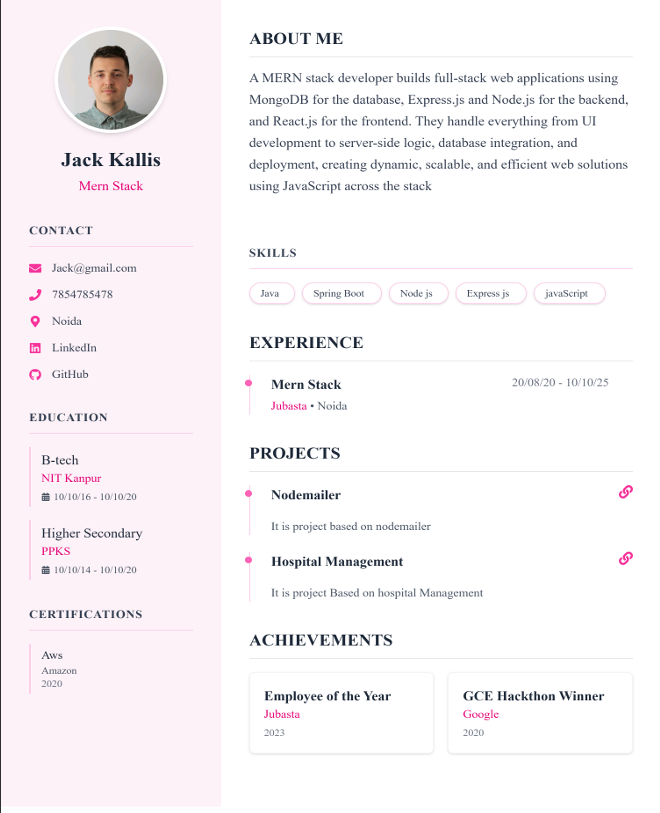 Jack Kallis
Mern Stack
CONTACT
Jack@gmail.com
7854785478
Noida
LinkedIn
GitHub
EDUCATION
B-tech
NIT Kanpur
10/10/16 - 10/10/20
Higher Secondary
PPKS
10/10/14 - 10/10/20
CERTIFICATIONS
Aws
Amazon
2020
ABOUT ME
A MERN stack developer builds full-stack web applications using
MongoDB for the database, Express.js and Node.js for the backend,
and React.js for the frontend. They handle everything from UI
development to server-side logic, database integration, and
deployment, creating dynamic, scalable, and efficient web solutions
using JavaScript across the stack
SKILLS
Java Spring Boot Node js Express js javaScript
EXPERIENCE
Mern Stack 20/08/20 - 10/10/25
Jubasta • Noida
PROJECTS
Nodemailer
It is project based on nodemailer
Hospital Management
It is project Based on hospital Management
ACHIEVEMENTS
Employee of the Year
Jubasta
2023
GCE Hackthon Winner
Google
2020